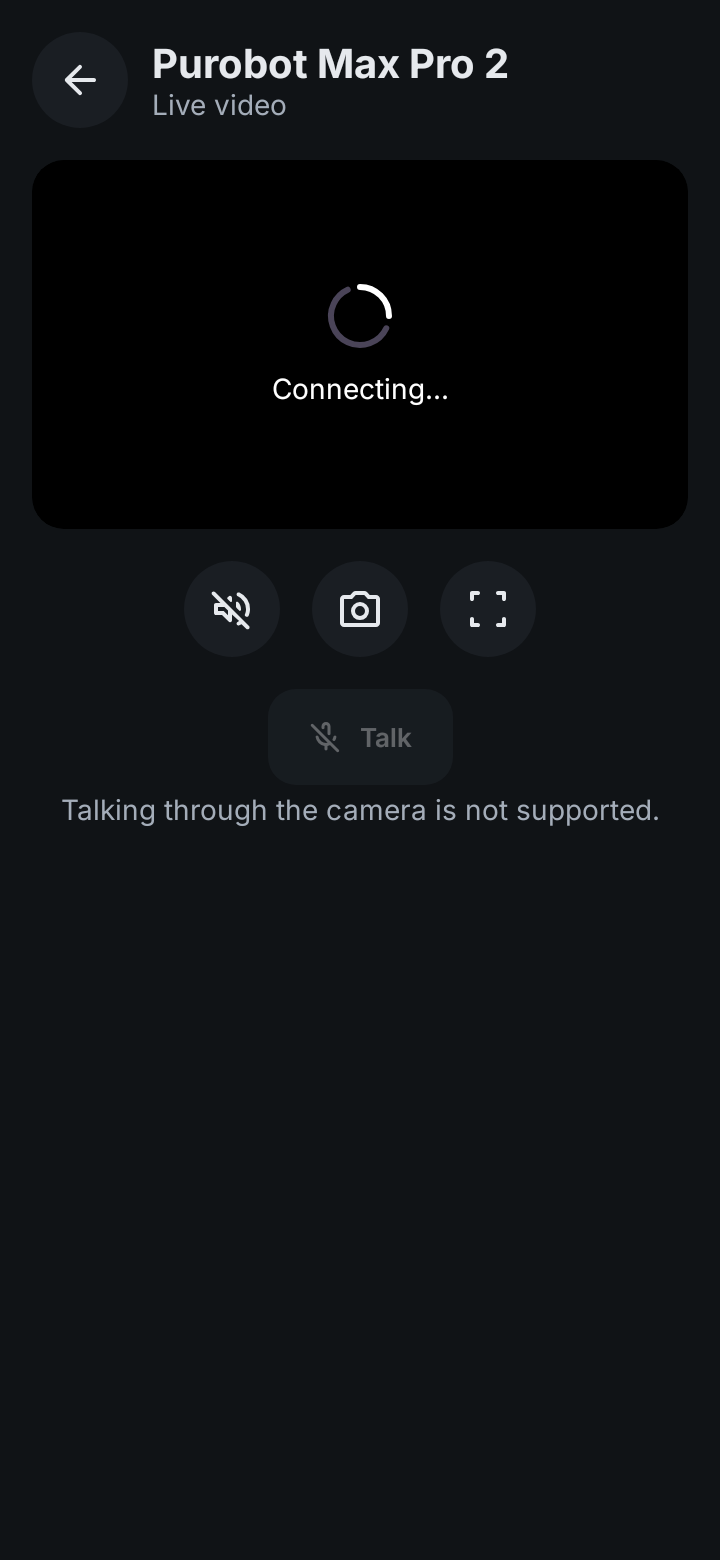 Purobot Max Pro 2
Live video
Connecting...
Talk
Talking through the camera is not supported.